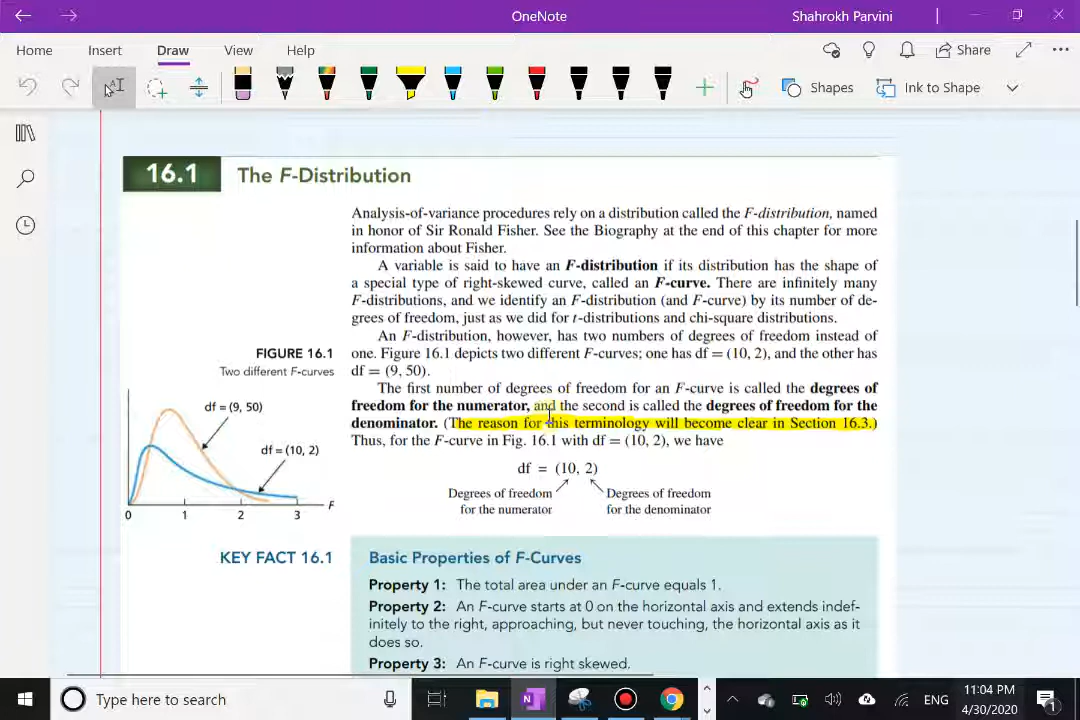 OneNote
Shahrokh Parvini
Home
Insert
Draw
View
Help
Share
Shapes
Ink to Shape
16.1 The F-Distribution
Analysis-of-variance procedures rely on a distribution called the F-distribution, named
in honor of Sir Ronald Fisher. See the Biography at the end of this chapter for more
information about Fisher.
A variable is said to have an F-distribution if its distribution has the shape of
a special type of right-skewed curve, called an F-curve. There are infinitely many
F-distributions, and we identify an F-distribution (and F-curve) by its number of de-
grees of freedom, just as we did for t-distributions and chi-square distributions.
An F-distribution, however, has two numbers of degrees of freedom instead of
one. Figure 16.1 depicts two different F-curves; one has df = (10, 2), and the other has
df = (9, 50).
FIGURE 16.1
Two different F-curves
df = (9, 50)
df = (10, 2)
F
0 1 2 3
The first number of degrees of freedom for an F-curve is called the degrees of
freedom for the numerator, and the second is called the degrees of freedom for the
denominator. (The reason for this terminology will become clear in Section 16.3.)
Thus, for the F-curve in Fig. 16.1 with df = (10, 2), we have
df = (10, 2)
Degrees of freedom
for the numerator
Degrees of freedom
for the denominator
KEY FACT 16.1
Basic Properties of F-Curves
Property 1: The total area under an F-curve equals 1.
Property 2: An F-curve starts at 0 on the horizontal axis and extends indef-
initely to the right, approaching, but never touching, the horizontal axis as it
does so.
Property 3: An F-curve is right skewed.
Type here to search
ENG
11:04 PM
4/30/2020
1